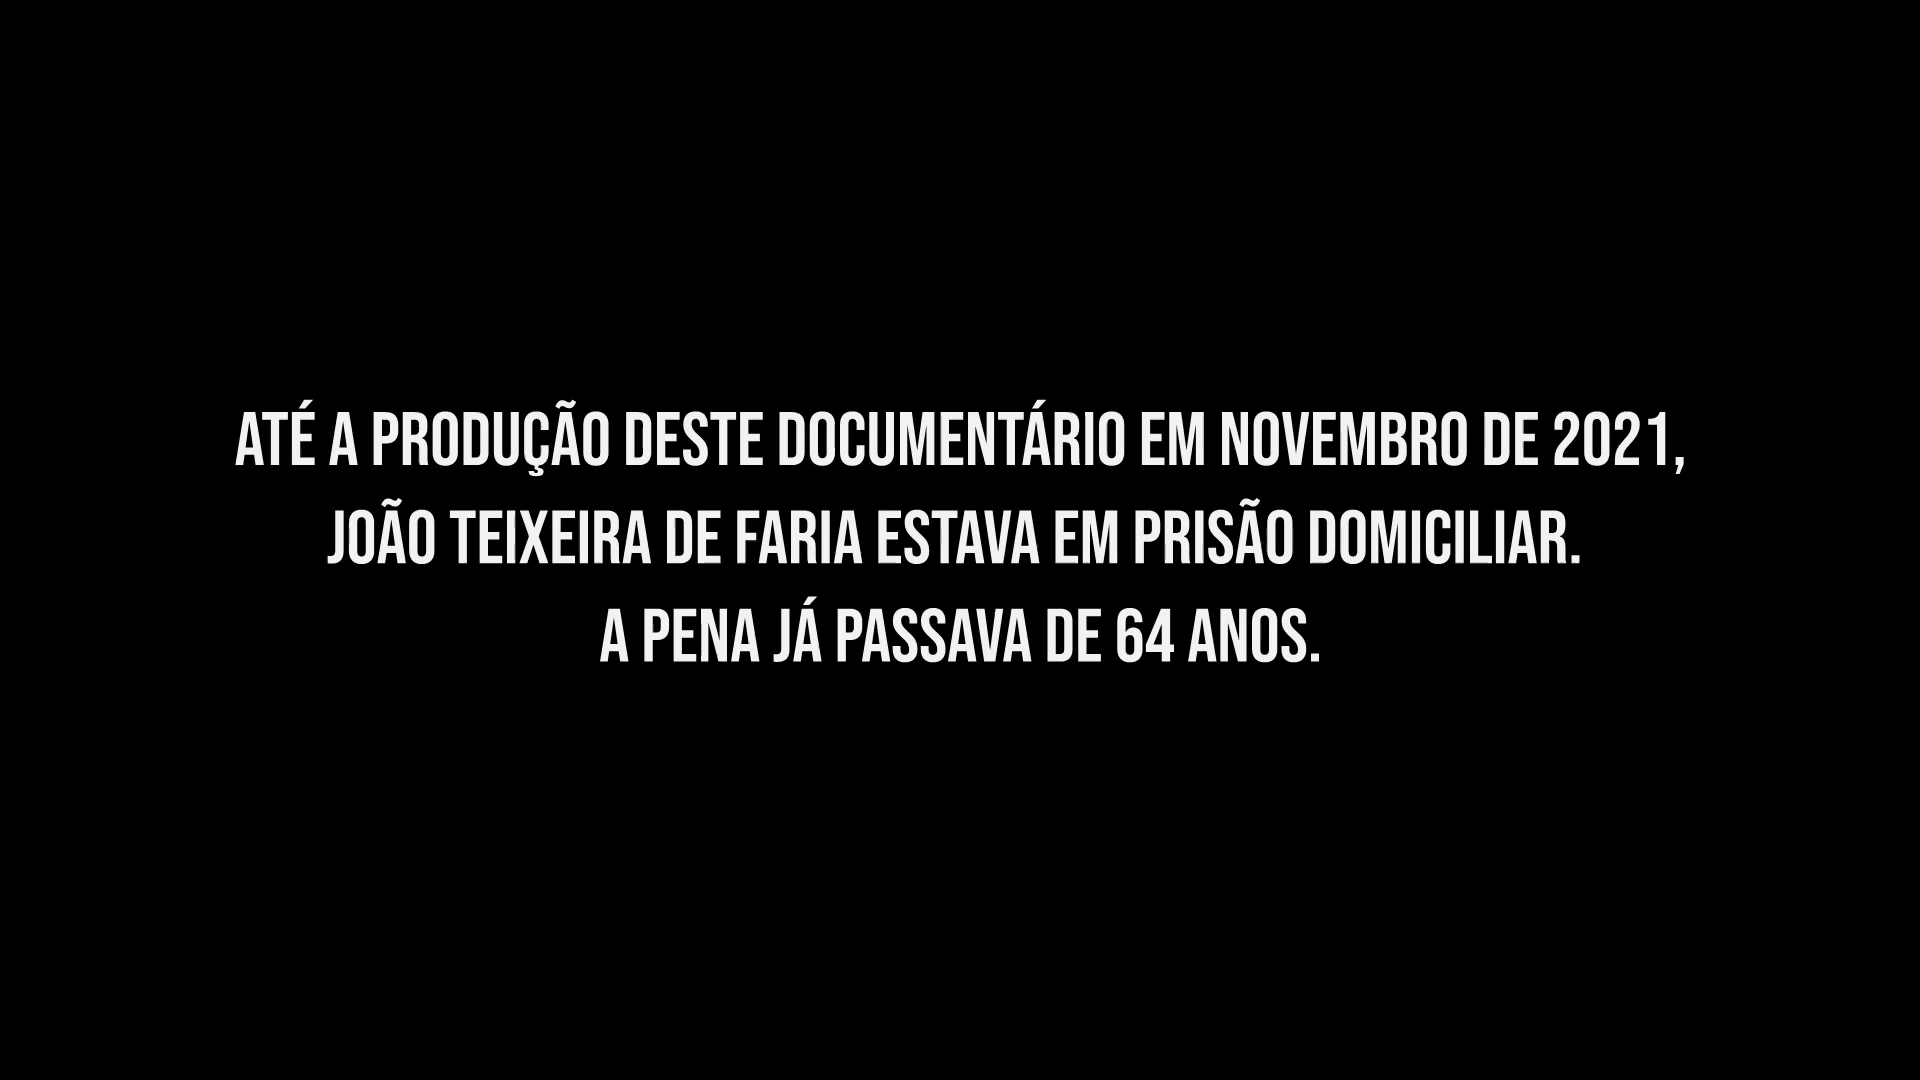 ATÉ A PRODUÇÃO DESTE DOCUMENTÁRIO EM NOVEMBRO DE 2021,
JOÃO TEIXEIRA DE FARIA ESTAVA EM PRISÃO DOMICILIAR.
A PENA JÁ PASSAVA DE 64 ANOS.